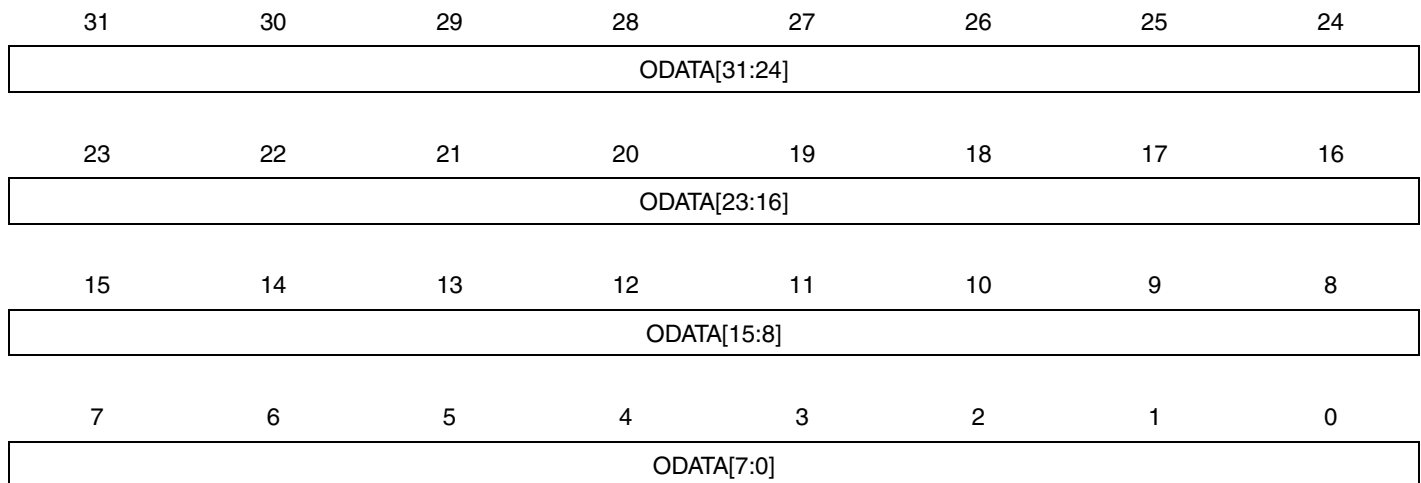 31 30 29 28 27 26 25 24
ODATA[31:24]
23 22 21 20 19 18 17 16
ODATA[23:16]
15 14 13 12 11 10 9 8
ODATA[15:8]
7 6 5 4 3 2 1 0
ODATA[7:0]